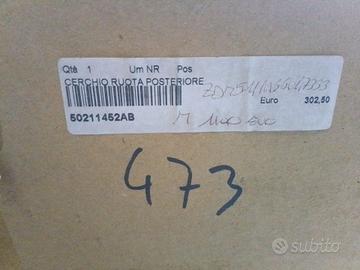 Qtà 1 Um NR Pos
CERCHIO RUOTA POSTERIORE
Euro 302,50
50211452AB
M 1100 EVO
473
subito